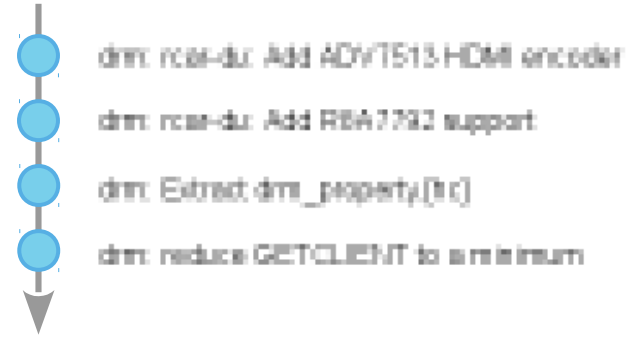 drm: rcar-du: Add ADV7513 HDMI encoder
drm: rcar-du: Add R8A7792 support
drm: Extract drm_property.[hc]
drm: reduce GETCLIENT to a minimum